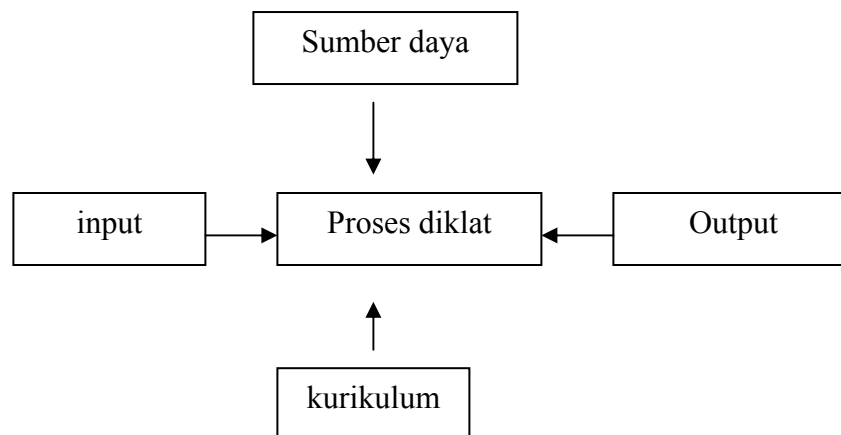 Sumber daya
input
Proses diklat
Output
kurikulum